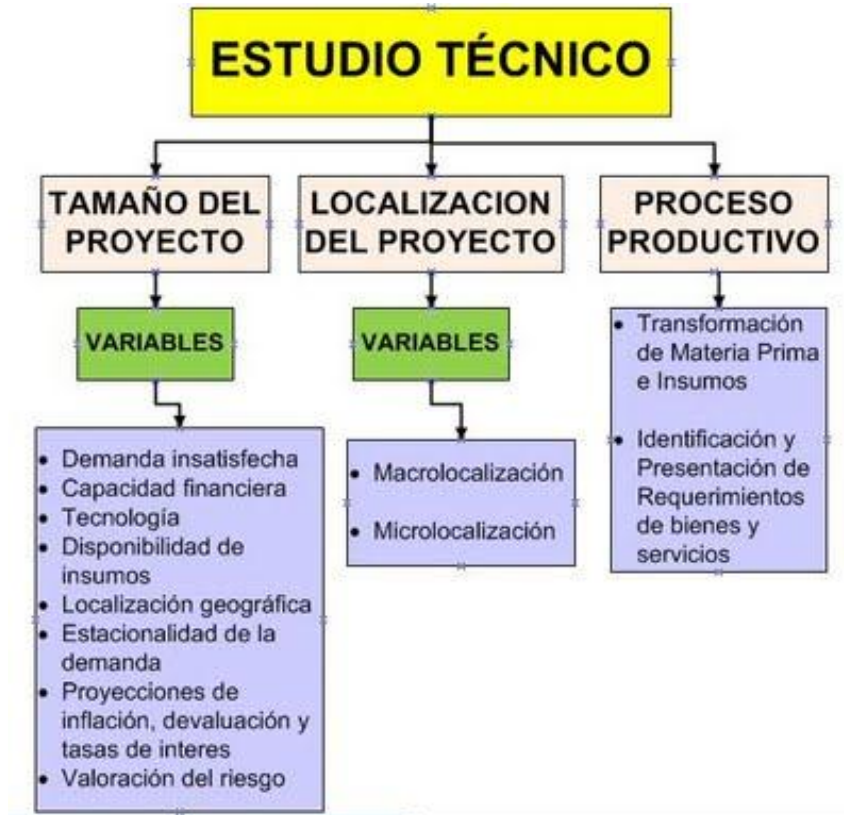 ESTUDIO TÉCNICO
TAMAÑO DEL
PROYECTO
LOCALIZACION
DEL PROYECTO
PROCESO
PRODUCTIVO
VARIABLES
VARIABLES
• Transformación
de Materia Prima
e Insumos
• Identificación y
Presentación de
Requerimientos
de bienes y
servicios
• Demanda insatisfecha
• Capacidad financiera
• Tecnología
• Disponibilidad de
insumos
• Localización geográfica
• Estacionalidad de la
demanda
• Proyecciones de
inflación, devaluación y
tasas de interes
• Valoración del riesgo
• Macrolocalización
• Microlocalización